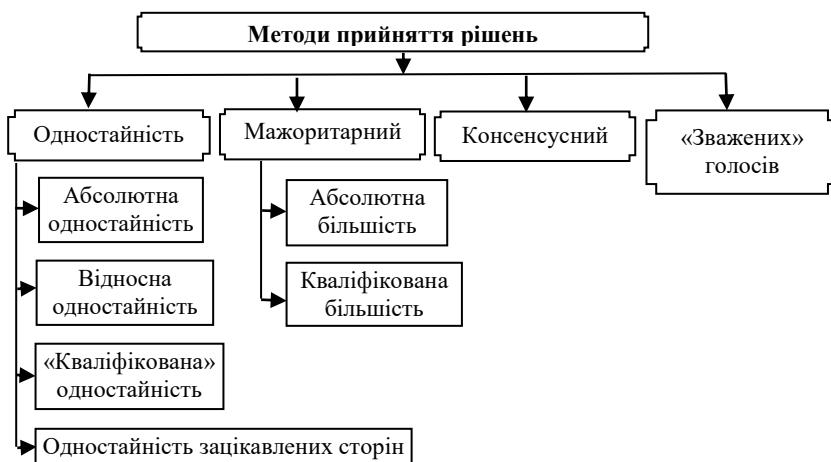 Методи прийняття рішень
Одностайність
Мажоритарний
Консенсусний
«Зважених»
голосів
Абсолютна
одностайність
Відносна
одностайність
«Кваліфікована»
одностайність
Одностайність зацікавлених сторін
Абсолютна
більшість
Кваліфікована
більшість